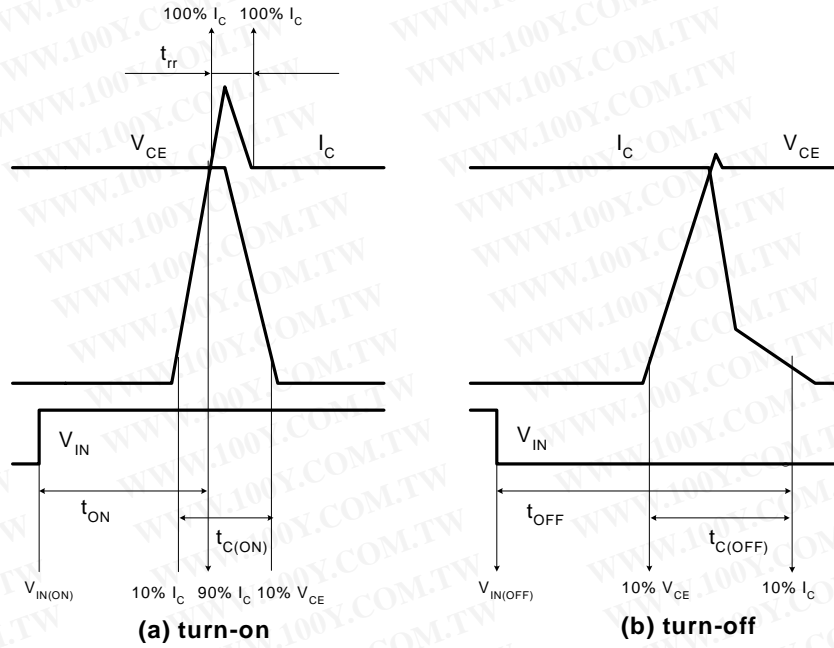 100% I_C 100% I_C
t_rr
V_CE I_C
I_C V_CE
V_IN
V_IN
t_ON
t_OFF
t_C(ON)
t_C(OFF)
V_IN(ON) 10% I_C 90% I_C 10% V_CE
V_IN(OFF) 10% V_CE 10% I_C
(a) turn-on
(b) turn-off
WWW.100Y.COM.TW